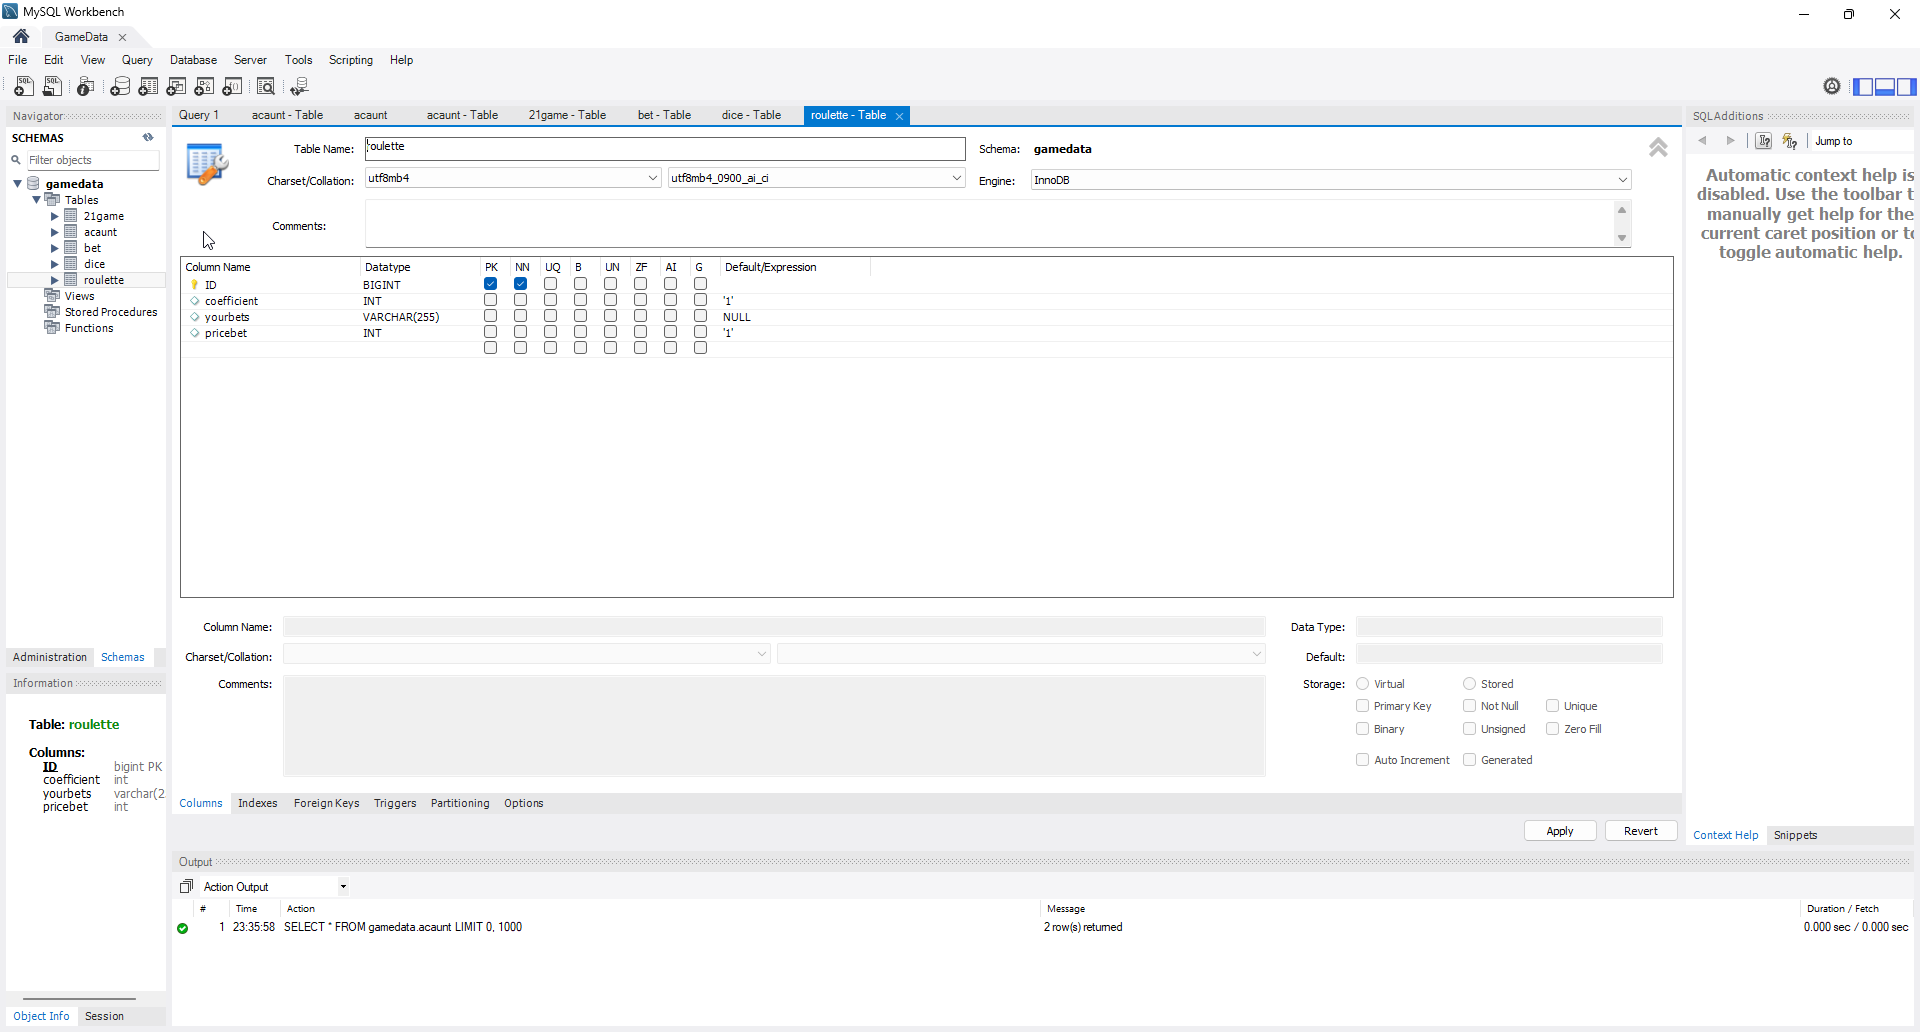 MySQL Workbench
GameData
File Edit View Query Database Server Tools Scripting Help
Navigator
SCHEMAS
Filter objects
gamedata
Tables
21game
acaunt
bet
dice
roulette
Views
Stored Procedures
Functions
Administration Schemas
Information
Table: roulette
Columns:
ID bigint PK
coefficient int
yourbets varchar(2
pricebet int
Object Info Session
Query 1 acaunt - Table acaunt acaunt - Table 21game - Table bet - Table dice - Table roulette - Table
Table Name: roulette Schema: gamedata
Charset/Collation: utf8mb4 utf8mb4_0900_ai_ci Engine: InnoDB
Comments:
Column Name Datatype PK NN UQ B UN ZF AI G Default/Expression
ID BIGINT
coefficient INT '1'
yourbets VARCHAR(255) NULL
pricebet INT '1'
Column Name: Data Type:
Charset/Collation: Default:
Comments: Storage: Virtual Stored
Primary Key Not Null Unique
Binary Unsigned Zero Fill
Auto Increment Generated
Columns Indexes Foreign Keys Triggers Partitioning Options
Apply Revert
Output
Action Output
# Time Action Message Duration / Fetch
1 23:35:58 SELECT * FROM gamedata.acaunt LIMIT 0, 1000 2 row(s) returned 0.000 sec / 0.000 sec
SQLAdditions
Jump to
Automatic context help is
disabled. Use the toolbar t
manually get help for the
current caret position or to
toggle automatic help.
Context Help Snippets